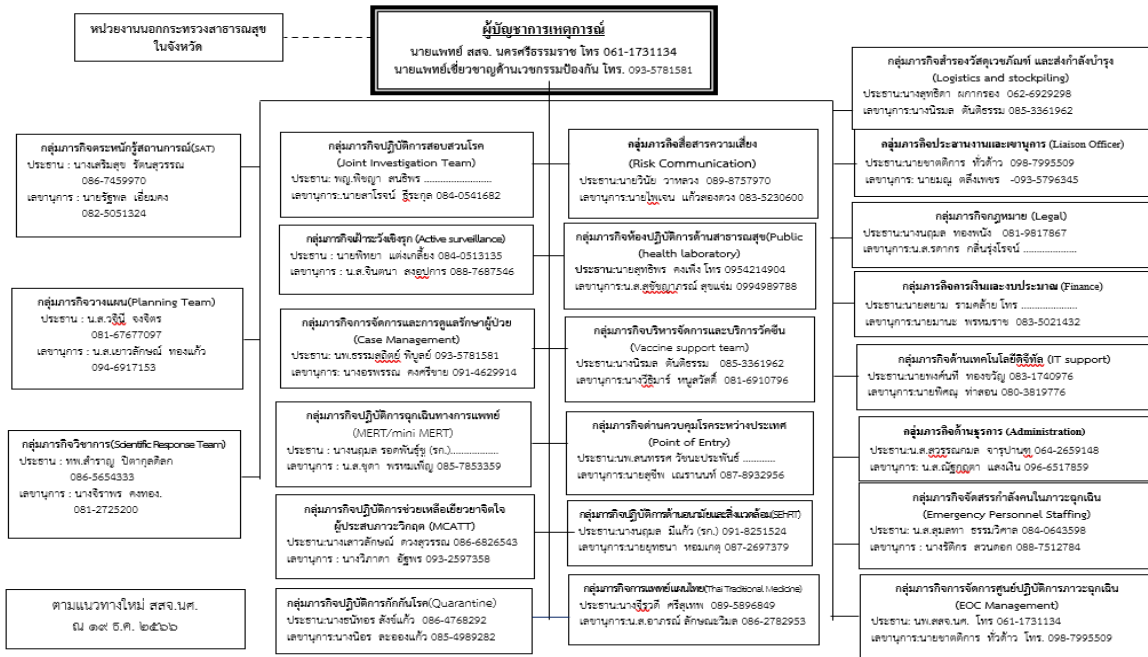 หน่วยงานนอกกระทรวงสาธารณสุข
ในจังหวัด
ผู้บัญชาการเหตุการณ์
นายแพทย์ สสจ. นครศรีธรรมราช โทร 061-1731134
นายแพทย์เชี่ยวชาญด้านเวชกรรมป้องกัน โทร. 093-5781581
กลุ่มภารกิจตระหนักรู้สถานการณ์(SAT)
ประธาน : นางเสริมสุข รัตนสุวรรณ
086-7459970
เลขานุการ : นายรัฐพล เอี่ยมคง
082-5051324
กลุ่มภารกิจวางแผน(Planning Team)
ประธาน : น.ส.วจินี จงจิตร
081-67677097
เลขานุการ : น.ส.เยาวลักษณ์ ทองแก้ว
094-6917153
กลุ่มภารกิจวิชาการ(Scientific Response Team)
ประธาน : ทพ.สำราญ ปิตากุลดิลก
086-5654333
เลขานุการ : นางจิราพร คงทอง.
081-2725200
ตามแนวทางใหม่ สสจ.นศ.
ณ ๑๙ ธ.ค. ๒๕๖๖
กลุ่มภารกิจปฏิบัติการสอบสวนโรค
(Joint Investigation Team)
ประธาน: พญ.พิชญา สนธิพร ..........................
เลขานุการ:.นายสาโรจน์ ธีระกุล 084-0541682
กลุ่มภารกิจเฝ้าระวังเชิงรุก (Active surveillance)
ประธาน : นายพิทยา แต่งเกลี้ยง 084-0513135
เลขานุการ : น.ส.จินตนา สงอุปการ 088-7687546
กลุ่มภารกิจการจัดการและการดูแลรักษาผู้ป่วย
(Case Management)
ประธาน: นพ.ธรรมสถิตย์ พิบูลย์ 093-5781581
เลขานุการ: นางอรพรรณ คงศรีชาย 091-4629914
กลุ่มภารกิจปฏิบัติการฉุกเฉินทางการแพทย์
(MERT/mini MERT)
ประธาน : นางนฤมล รอดพันธุ์ชู (รก.)....................
เลขานุการ : น.ส.ชุดา พรหมเพ็ญ 085-7853359
กลุ่มภารกิจปฏิบัติการช่วยเหลือเยียวยาจิตใจ
ผู้ประสบภาวะวิกฤต (MCATT)
ประธาน:นางเสาวลักษณ์ ดวงสุวรรณ 086-6826543
เลขานุการ : นางวิภาดา อัฐพร 093-2597358
กลุ่มภารกิจปฏิบัติการกักกันโรค(Quarantine)
ประธาน:นางธนัทอร สังข์แก้ว 086-4768292
เลขานุการ:นางนิอร ละอองแก้ว 085-4989282
กลุ่มภารกิจสื่อสารความเสี่ยง
(Risk Communication)
ประธาน: นายวินัย วาหลวง 089-8757970
เลขานุการ:นายไพเจน แก้วสองดวง 083-5230600
กลุ่มภารกิจห้องปฏิบัติการด้านสาธารณสุข(Public
(health laboratory)
ประธาน:นายสุทธิพร คงเพ็ง โทร 0954214904
เลขานุการ:น.ส.สุชัชญาภรณ์ สุขแจ่ม 0994989788
กลุ่มภารกิจบริหารจัดการและบริการวัคซีน
(Vaccine support team)
ประธาน:นางนิรมล ตันติธรรม 085-3361962
เลขานุการ:นางวีธิมาร์ หนูสวัสดิ์ 081-6910796
กลุ่มภารกิจด่านควบคุมโรคระหว่างประเทศ
(Point of Entry)
ประธาน:นพ.สนทรรศ วัชนะประพันธ์ ............
เลขานุการ:นายสุชีพ เณรานนท์ 087-8932956
กลุ่มภารกิจปฏิบัติการด้านอนามัยและสิ่งแวดล้อม(SEhRT)
ประธาน:นางนฤมล มีแก้ว (รก.) 091-8251524
เลขานุการ:นายยุทธนา หอมเกตุ 087-2697379
กลุ่มภารกิจการแพทย์แผนไทย(Thai Traditional Medicine)
ประธาน:นางจีรวดี ศรีสุเทพ 089-5896849
เลขานุการ:น.ส.อาภรณ์ ลักษณะวิมล 086-2782953
กลุ่มภารกิจสำรองวัสดุเวชภัณฑ์ และส่งกำลังบำรุง
(Logistics and stockpiling)
ประธาน:นางสุทธิดา ผกากรอง 062-6929298
เลขานุการ:นางนิรมล ตันติธรรม 085-3361962
กลุ่มภารกิจประสานงานและเลขานุการ (Liaison Officer)
ประธาน:นายชาตติการ ทั่วด้าว 098-7995509
เลขานุการ:นายมณู ตลึงเพชร -093-5796345
กลุ่มภารกิจกฎหมาย (Legal)
ประธาน:นางนฤมล ทองพนัง 081-9817867
เลขานุการ:น.ส.รดากร กลิ่นรุ่งโรจน์ ......................
กลุ่มภารกิจการเงินและงบประมาณ (Finance)
ประธาน:นายสยาม รามคล้าย โทร ......................
เลขานุการ:นายมานะ พรหมราช 083-5021432
กลุ่มภารกิจด้านเทคโนโลยีดิจิทัล (IT support)
ประธาน:นายพงค์นที ทองขวัญ 083-1740976
เลขานุการ:นายพิศณุ ท่าสอน 080-3819776
กลุ่มภารกิจด้านธุรการ (Administration)
ประธาน:น.ส.สุวรรณกมล จารุปานฑุ 064-2659148
เลขานุการ: น.ส.ณัฐกฤตา แสงเงิน 096-6517859
กลุ่มภารกิจจัดสรรกำลังคนในภาวะฉุกเฉิน
(Emergency Personnel Staffing)
ประธาน: น.ส.สุมลทา ธรรมวิศาล 084-0643598
เลขานุการ : นางรัติกร สวนดอก 088-7512784
กลุ่มภารกิจการจัดการศูนย์ปฏิบัติการภาวะฉุกเฉิน
(EOC Management)
ประธาน: นพ.สสจ.นศ. โทร 061-1731134
เลขานุการ:นายชาตติการ ทั่วด้าว โทร. 098-7995509